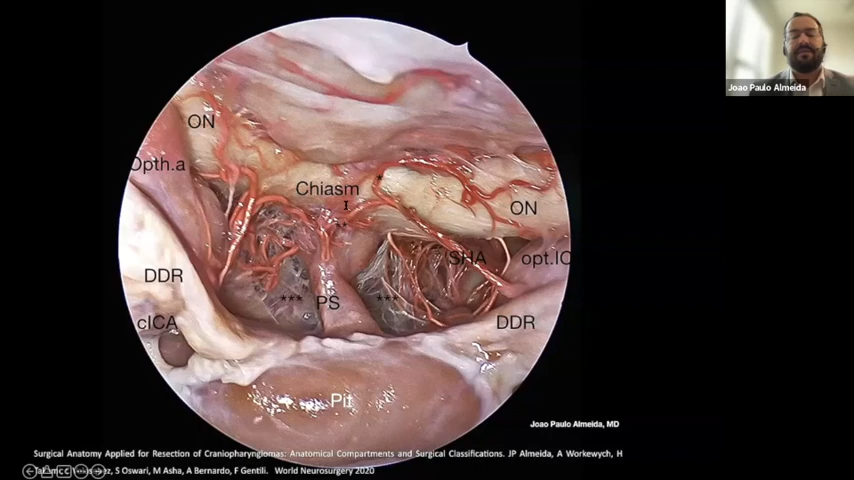 Joao Paulo Almeida
ON
Opth.a
Chiasm
*
**
ON
SHA
opt.IC
DDR
*** PS ***
cICA
DDR
Pit
Joao Paulo Almeida, MD
Surgical Anatomy Applied for Resection of Craniopharyngiomas: Anatomical Compartments and Surgical Classifications. JP Almeida, A Workewych, H
S Oswari, M Asha, A Bernardo, F Gentili. World Neurosurgery 2020